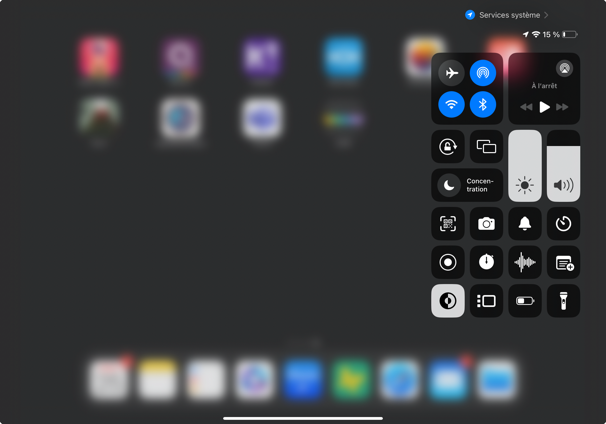 Services système
15 %
À l'arrêt
Concen-
tration